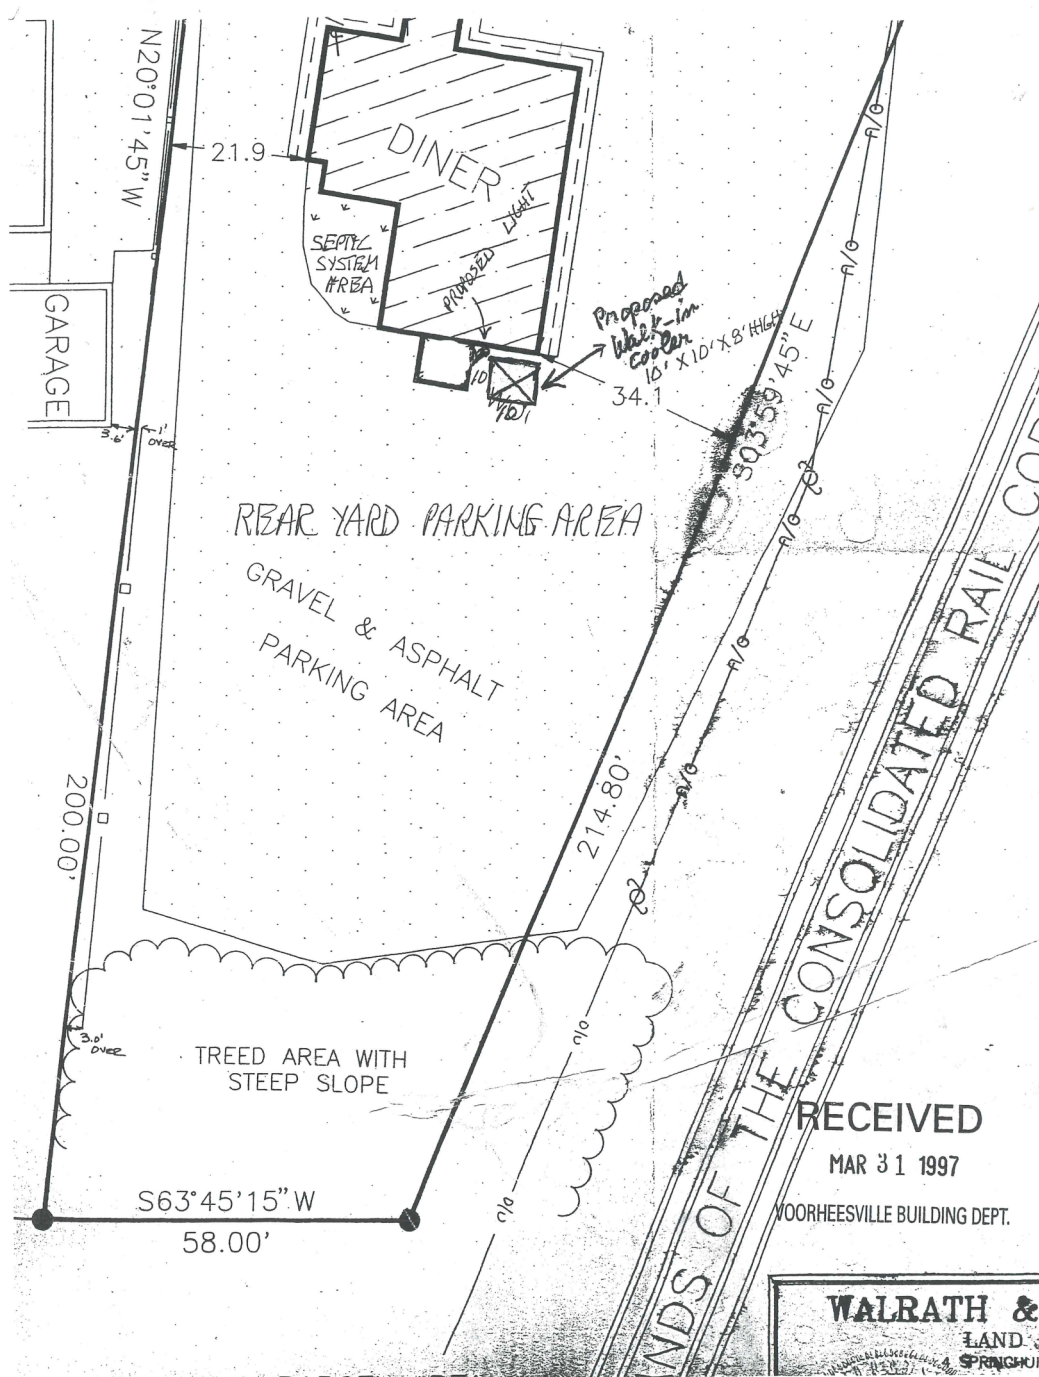 N20°01'45"W
21.9
DINER
SEPTIC
SYSTEM
AREA
PROPOSED LIGHT
Proposed
Walk-in
cooler
10' X 10' X 8' HIGH
10
10'
34.1
S03°59'45"E
GARAGE
3.6'
1'
OVER
REAR YARD PARKING AREA
GRAVEL & ASPHALT
PARKING AREA
200.00'
214.80'
3.0'
OVER
TREED AREA WITH
STEEP SLOPE
S63°45'15"W
58.00'
NDS OF THE CONSOLIDATED RAIL
RECEIVED
MAR 31 1997
VOORHEESVILLE BUILDING DEPT.
WALRATH &
LAND